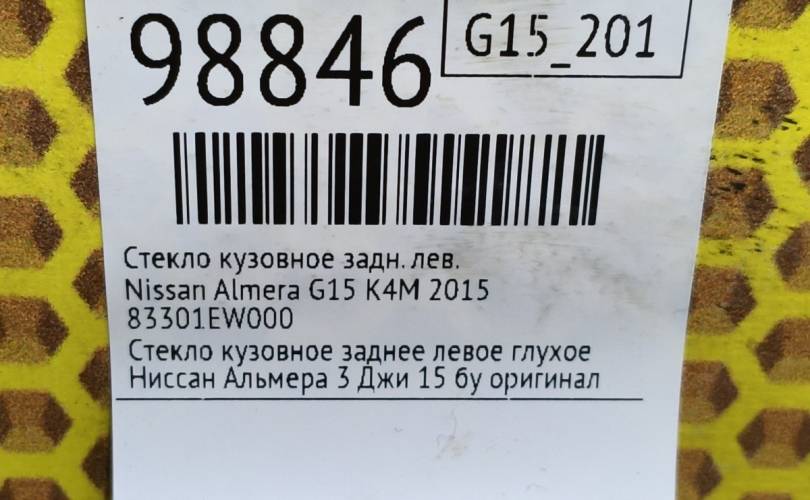 98846
G15_201
Стекло кузовное задн. лев.
Nissan Almera G15 K4M 2015
83301EW000
Стекло кузовное заднее левое глухое
Ниссан Альмера 3 Джи 15 бу оригинал